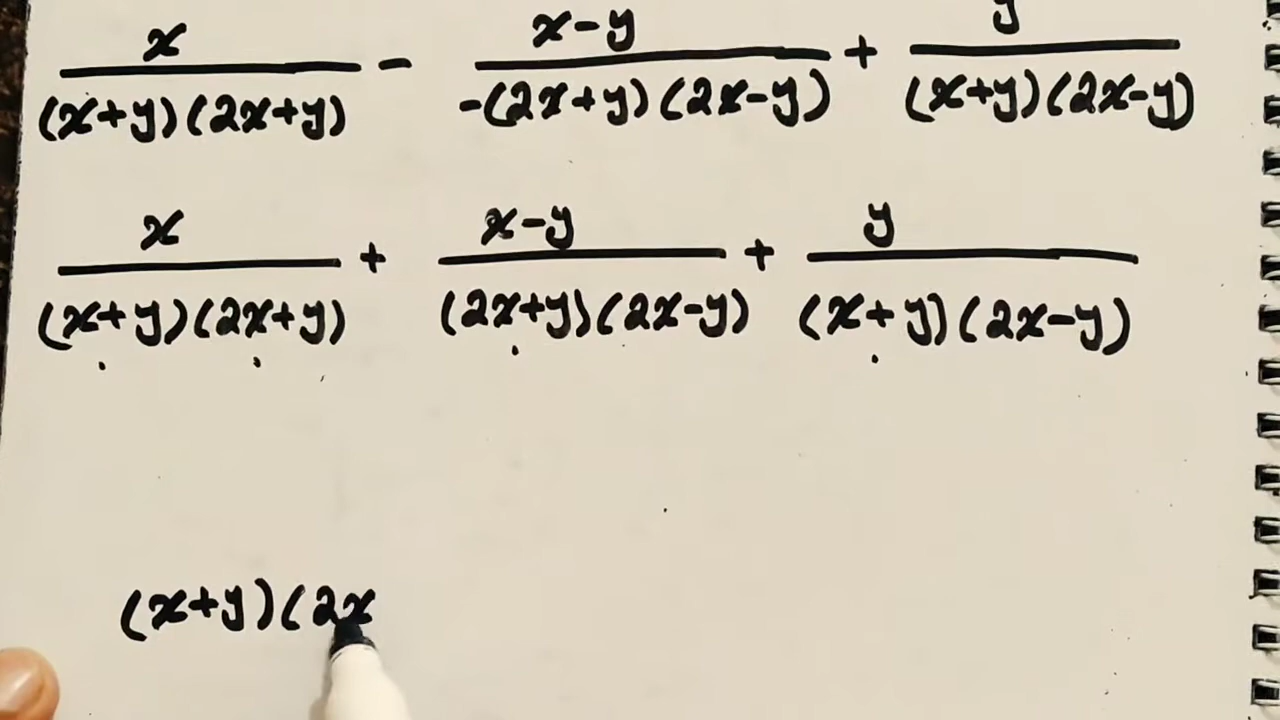 x / (x+y)(2x+y) - x-y / -(2x+y)(2x-y) + y / (x+y)(2x-y)
x / (x+y)(2x+y) + x-y / (2x+y)(2x-y) + y / (x+y)(2x-y)
(x+y)(2x